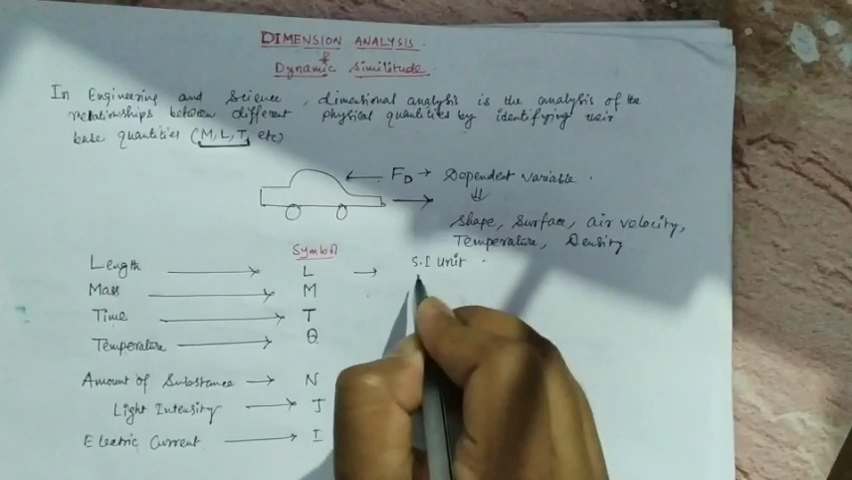 DIMENSION ANALYSIS.
&
Dynamic Similitude.
In Engineering and Science, dimensional analysis is the analysis of the
relationships between different physical quantities by identifying their
base quantities (M, L, T, etc)
← F_D → Dependent Variable.
→ ⇓
Shape, Surface, Air velocity,
Temperature, Density
Symbol
Length → L → S.I Unit
Mass → M
Time → T
Temperature → θ
Amount of Substance → N
Light Intensity → J
Electric Current → I